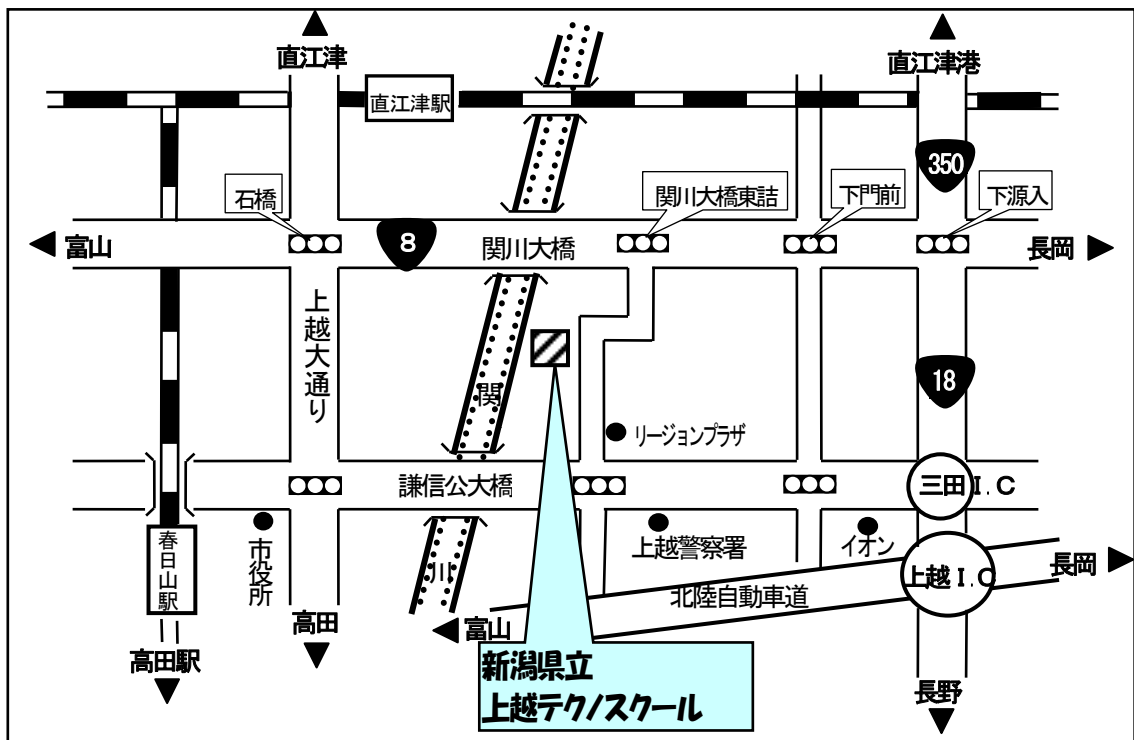 直江津
直江津港
直江津駅
350
石橋
関川大橋東詰
下門前
下源入
富山
8
関川大橋
長岡
上越大通り
18
関
リージョンプラザ
謙信公大橋
三田I.C
春日山駅
市役所
上越警察署
イオン
川
上越I.C
長岡
北陸自動車道
高田
富山
高田駅
新潟県立
上越テクノスクール
長野